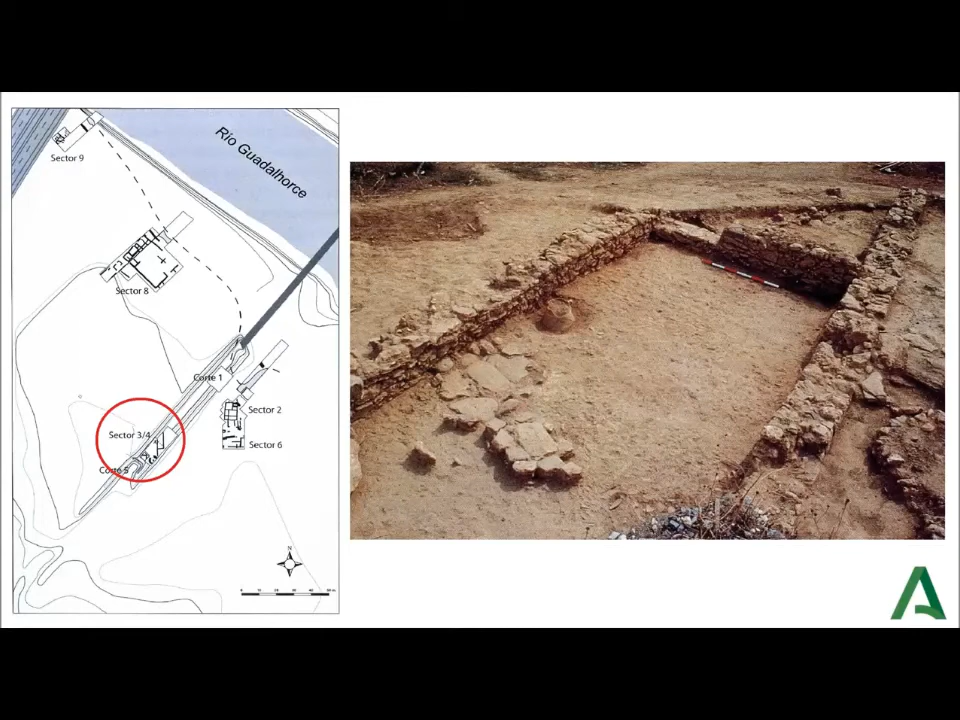 Río Guadalhorce
Sector 9
Sector 8
Corte 1
Sector 2
Sector 3/4
Sector 6
Corte 5
N